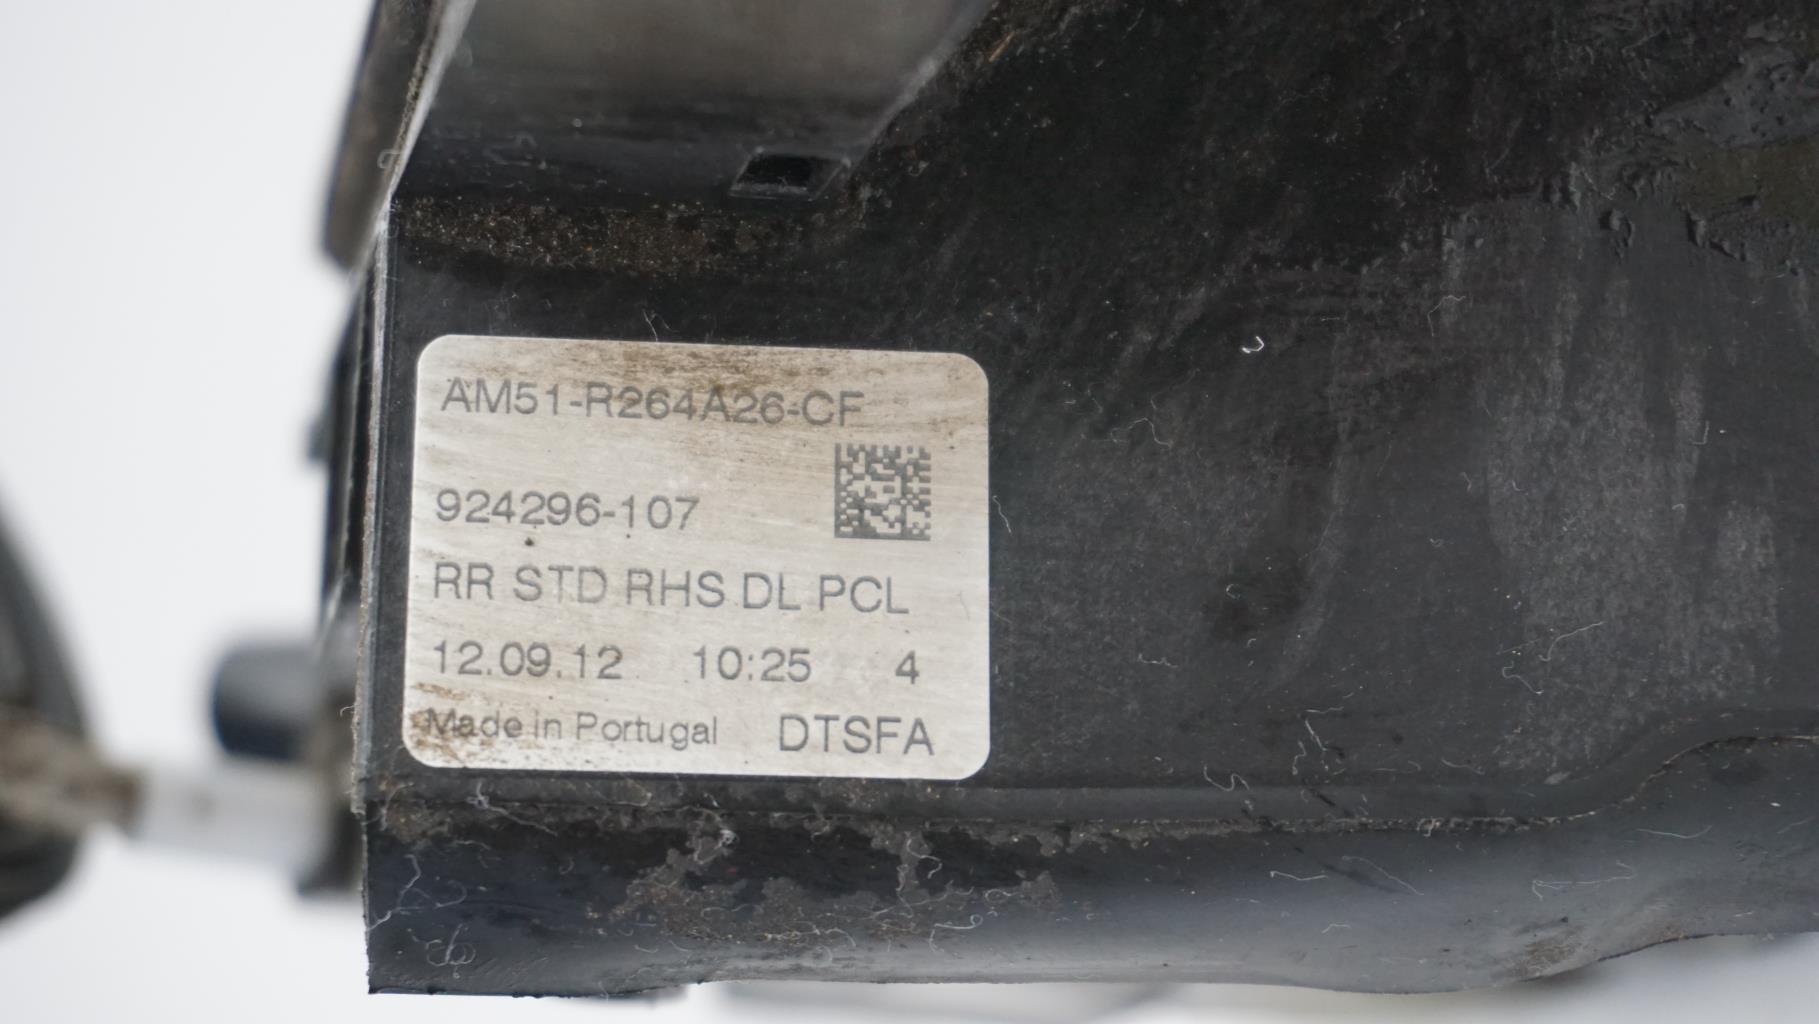 AM51-R264A26-CF
924296-107
RR STD RHS DL PCL
12.09.12 10:25 4
Made in Portugal DTSFA